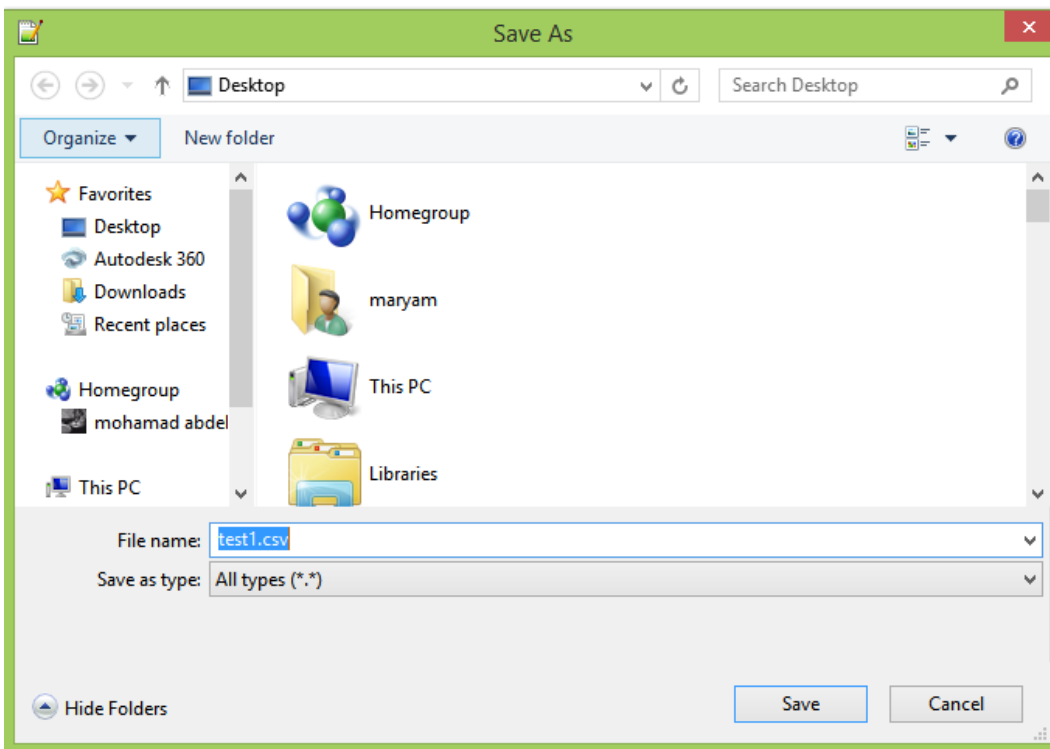 Save As
Desktop
Search Desktop
Organize
New folder
Favorites
Desktop
Autodesk 360
Downloads
Recent places
Homegroup
mohamad abdel
This PC
Homegroup
maryam
This PC
Libraries
File name: test1.csv
Save as type: All types (*.*)
Hide Folders
Save
Cancel